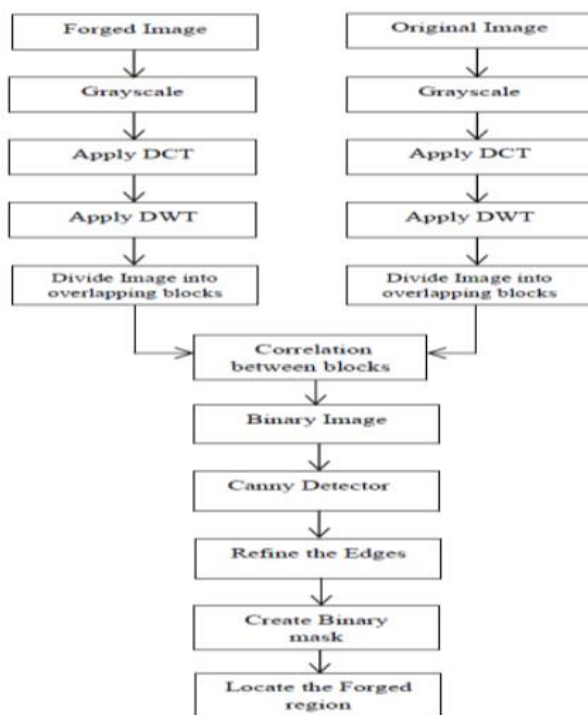 Forged Image
Grayscale
Apply DCT
Apply DWT
Divide Image into
overlapping blocks
Original Image
Grayscale
Apply DCT
Apply DWT
Divide Image into
overlapping blocks
Correlation
between blocks
Binary Image
Canny Detector
Refine the Edges
Create Binary
mask
Locate the Forged
region